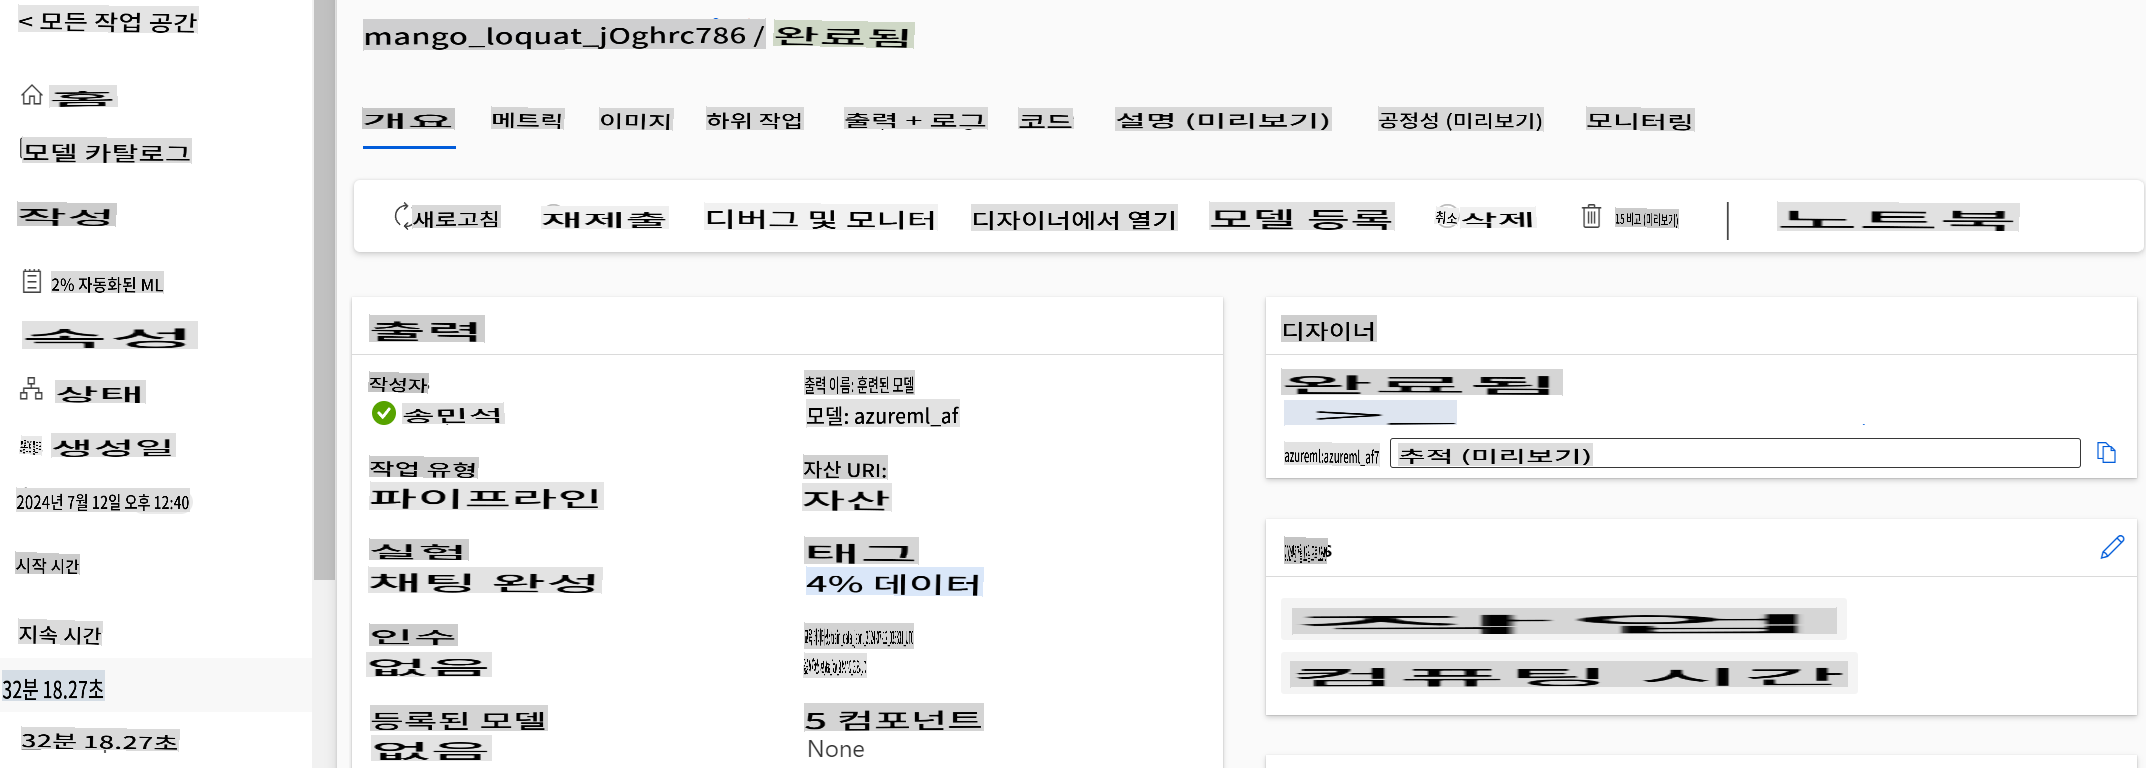 < 모든 작업 공간
홈
모델 카탈로그
작성
2% 자동화된 ML
속성
상태
생성일
2024년 7월 12일 오후 12:40
시작 시간
지속 시간
32분 18.27초
32분 18.27초
mango_loquat_jOghrc786 / 완료됨
개요 메트릭 이미지 하위 작업 출력 + 로그 코드 설명 (미리보기) 공정성 (미리보기) 모니터링
새로고침 재제출 디버그 및 모니터 디자이너에서 열기 모델 등록 취소 삭제 15 비고 (미리보기) 노트북
출력
작성자
송민석
작업 유형
파이프라인
실험
채팅 완성
인수
없음
등록된 모델
없음
출력 이름: 훈련된 모델
모델: azureml_af
자산 URI:
자산
태그
4% 데이터
5 컴포넌트
None
디자이너
완료됨
azureml:azureml_af7 추적 (미리보기)
작업
컴퓨팅 시간